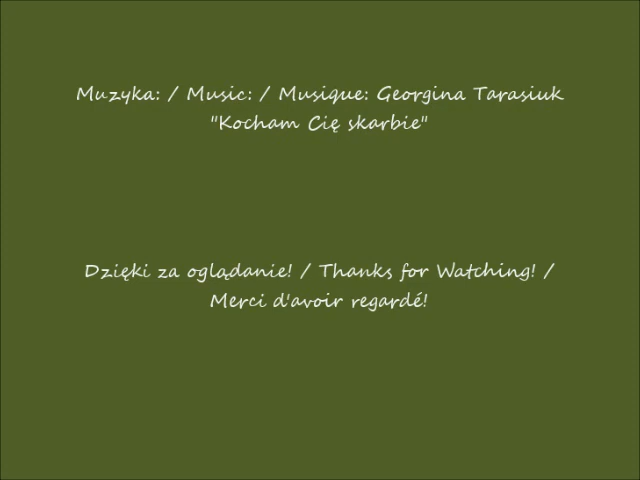 Muzyka: / Music: / Musique: Georgina Tarasiuk
"Kocham Cię skarbie"
Dzięki za oglądanie! / Thanks for Watching! /
Merci d'avoir regardé!